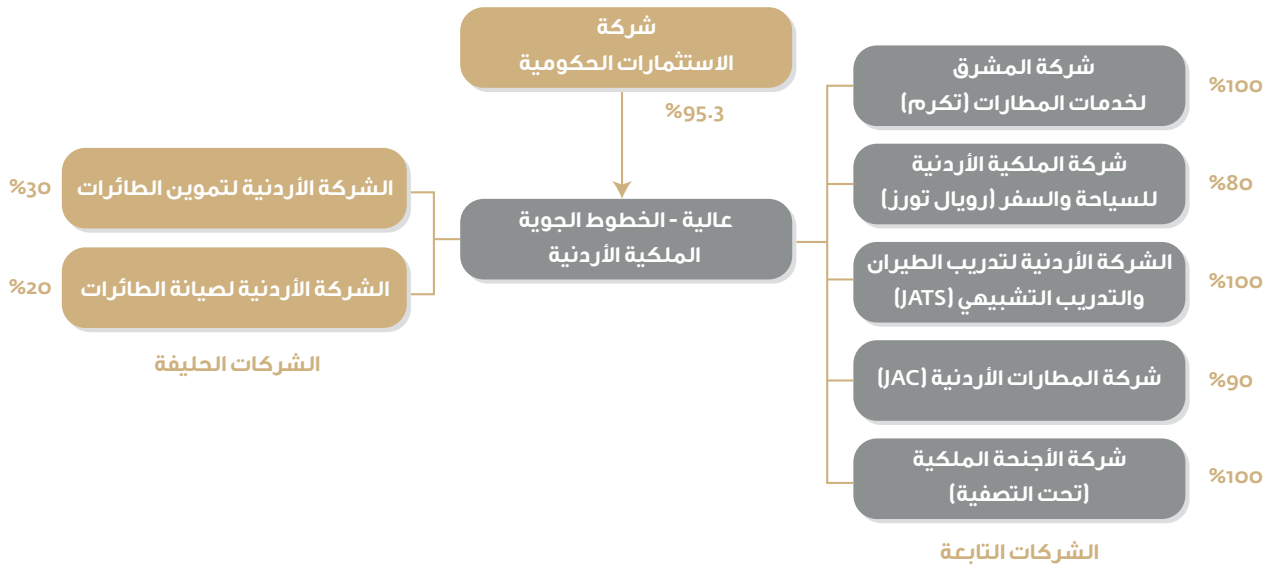 شركة
الاستثمارات الحكومية
%95.3
عالية - الخطوط الجوية
الملكية الأردنية
شركة المشرق
لخدمات المطارات (تكرم)
%100
شركة الملكية الأردنية
للسياحة والسفر (رويال تورز)
%80
الشركة الأردنية لتدريب الطيران
والتدريب التشبيهي (JATS)
%100
شركة المطارات الأردنية (JAC)
%90
شركة الأجنحة الملكية
(تحت التصفية)
%100
الشركات التابعة
الشركة الأردنية لتموين الطائرات
%30
الشركة الأردنية لصيانة الطائرات
%20
الشركات الحليفة